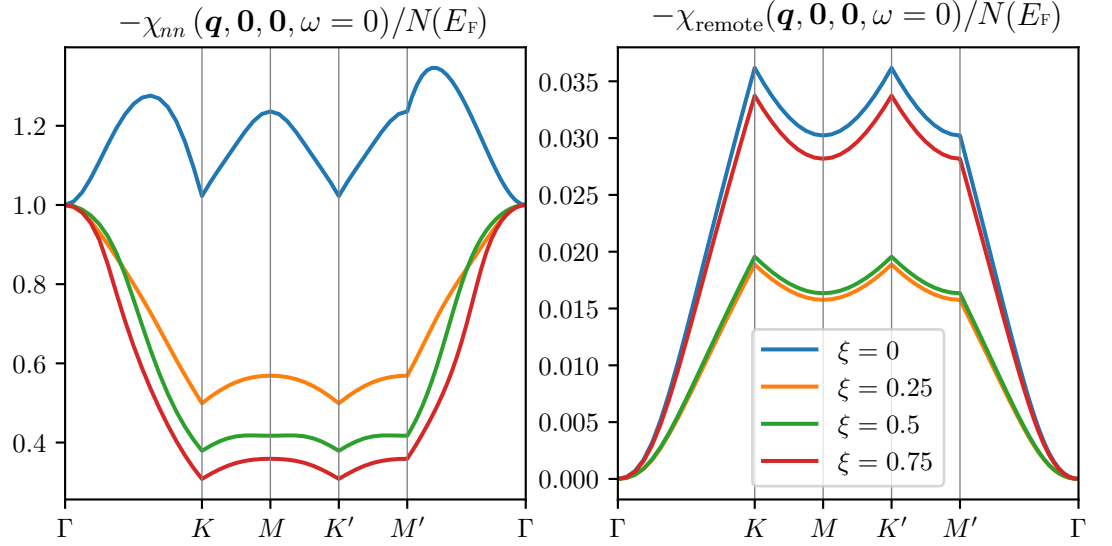 −χₙₙ (q, 0, 0, ω = 0)/N(E_F)
1.2
1.0
0.8
0.6
0.4
Γ K M K′ M′ Γ
−χ_remote(q, 0, 0, ω = 0)/N(E_F)
0.035
0.030
0.025
0.020
0.015
0.010
0.005
0.000
ξ = 0
ξ = 0.25
ξ = 0.5
ξ = 0.75
Γ K M K′ M′ Γ